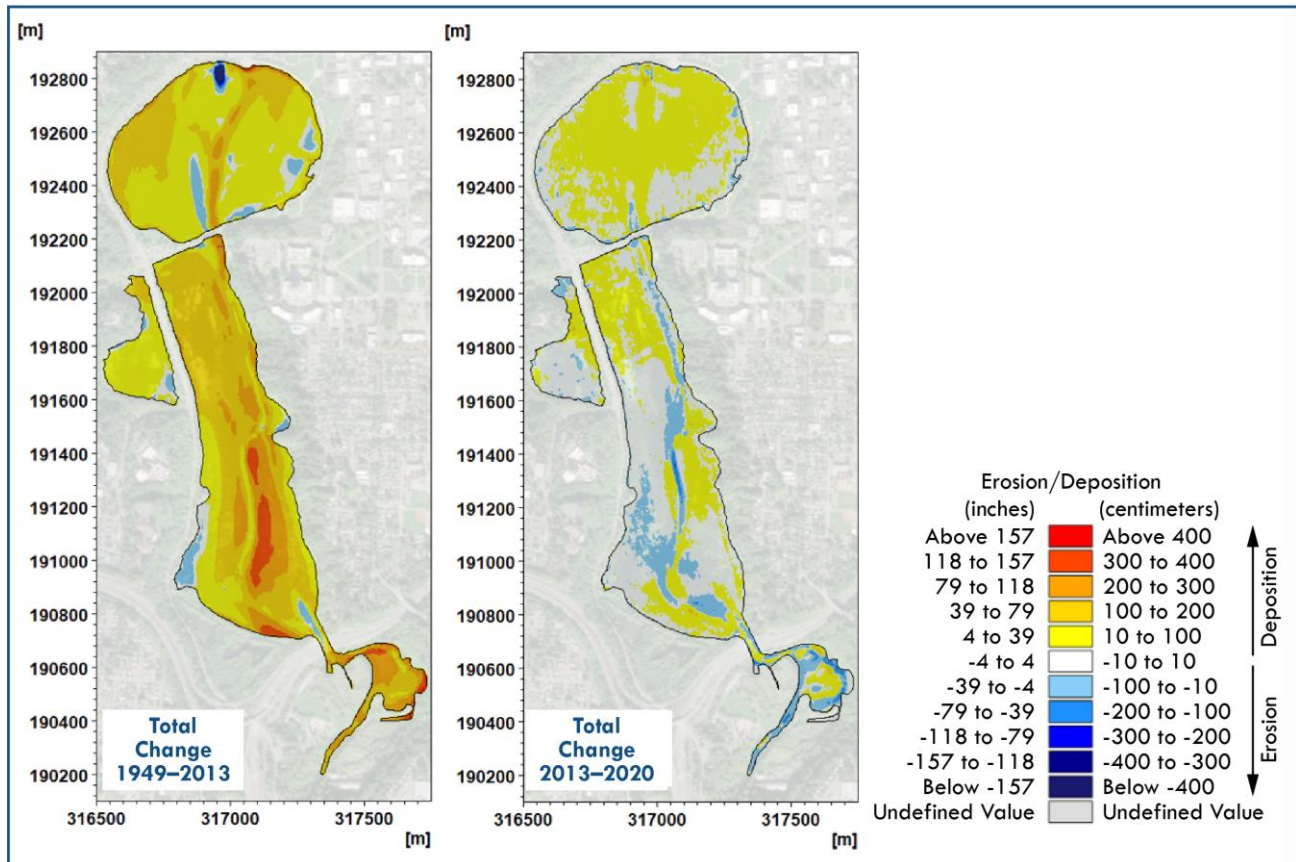 [m]
192800
192600
192400
192200
192000
191800
191600
191400
191200
191000
190800
190600
190400
190200
316500 317000 317500
[m]
Total
Change
1949–2013
[m]
192800
192600
192400
192200
192000
191800
191600
191400
191200
191000
190800
190600
190400
190200
316500 317000 317500
[m]
Total
Change
2013–2020
Erosion/Deposition
(inches) (centimeters)
Above 157 Above 400
118 to 157 300 to 400
79 to 118 200 to 300
39 to 79 100 to 200
4 to 39 10 to 100
-4 to 4 -10 to 10
-39 to -4 -100 to -10
-79 to -39 -200 to -100
-118 to -79 -300 to -200
-157 to -118 -400 to -300
Below -157 Below -400
Undefined Value Undefined Value
Deposition
Erosion